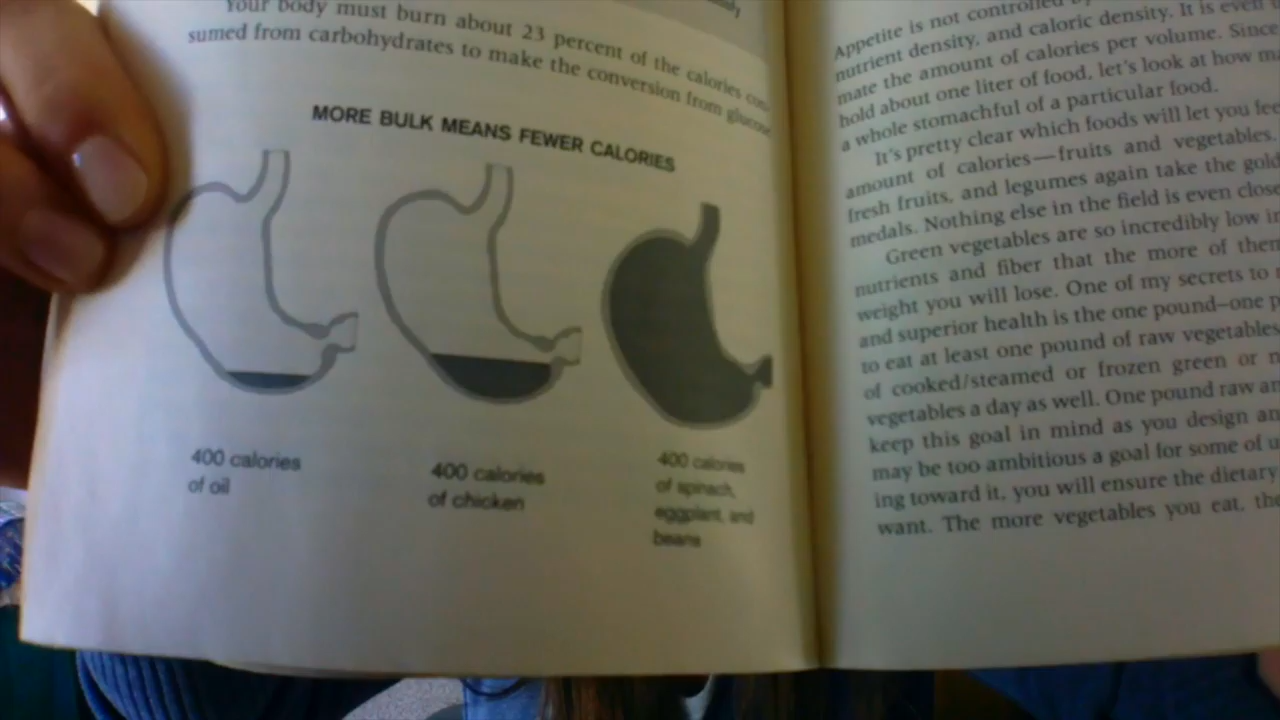 Your body must burn about 23 percent of the calories con-
sumed from carbohydrates to make the conversion from glucose
MORE BULK MEANS FEWER CALORIES
400 calories
of oil
400 calories
of chicken
400 calories
of spinach,
eggplant, and
beans
Appetite is not controlled
nutrient density, and caloric density. It is even
mate the amount of calories per volume. Since
hold about one liter of food, let's look at how
a whole stomachful of a particular food.
It's pretty clear which foods will let you
amount of calories—fruits and vegetables.
fresh fruits, and legumes again take the gold
medals. Nothing else in the field is even close
Green vegetables are so incredibly low in
nutrients and fiber that the more of them
weight you will lose. One of my secrets to
and superior health is the one pound–one
to eat at least one pound of raw vegetables
of cooked/steamed or frozen green or
vegetables a day as well. One pound raw
keep this goal in mind as you design
may be too ambitious a goal for some of
ing toward it, you will ensure the dietary
want. The more vegetables you eat, the